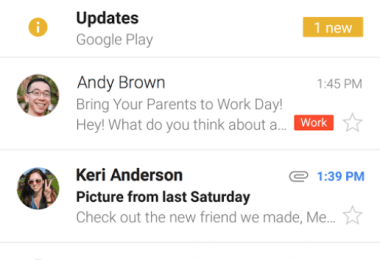 Updates
1 new
Google Play
Andy Brown
1:45 PM
Bring Your Parents to Work Day!
Hey! What do you think about a...
Work
Keri Anderson
1:39 PM
Picture from last Saturday
Check out the new friend we made, Me...